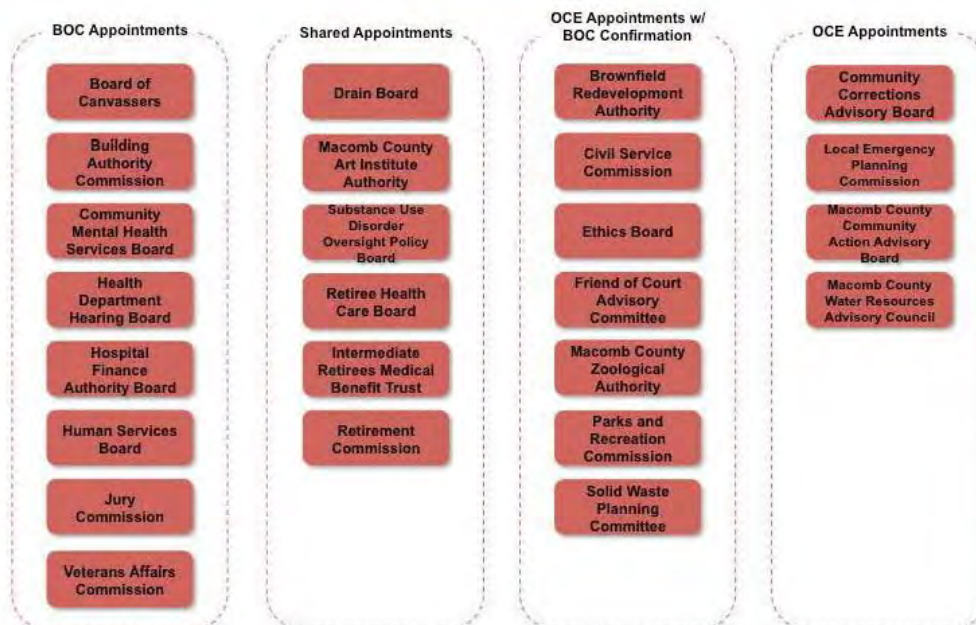 BOC Appointments
Board of
Canvassers
Building
Authority
Commission
Community
Mental Health
Services Board
Health
Department
Hearing Board
Hospital
Finance
Authority Board
Human Services
Board
Jury
Commission
Veterans Affairs
Commission
Shared Appointments
Drain Board
Macomb County
Art Institute
Authority
Substance Use
Disorder
Oversight Policy
Board
Retiree Health
Care Board
Intermediate
Retirees Medical
Benefit Trust
Retirement
Commission
OCE Appointments w/
BOC Confirmation
Brownfield
Redevelopment
Authority
Civil Service
Commission
Ethics Board
Friend of Court
Advisory
Committee
Macomb County
Zoological
Authority
Parks and
Recreation
Commission
Solid Waste
Planning
Committee
OCE Appointments
Community
Corrections
Advisory Board
Local Emergency
Planning
Commission
Macomb County
Community
Action Advisory
Board
Macomb County
Water Resources
Advisory Council